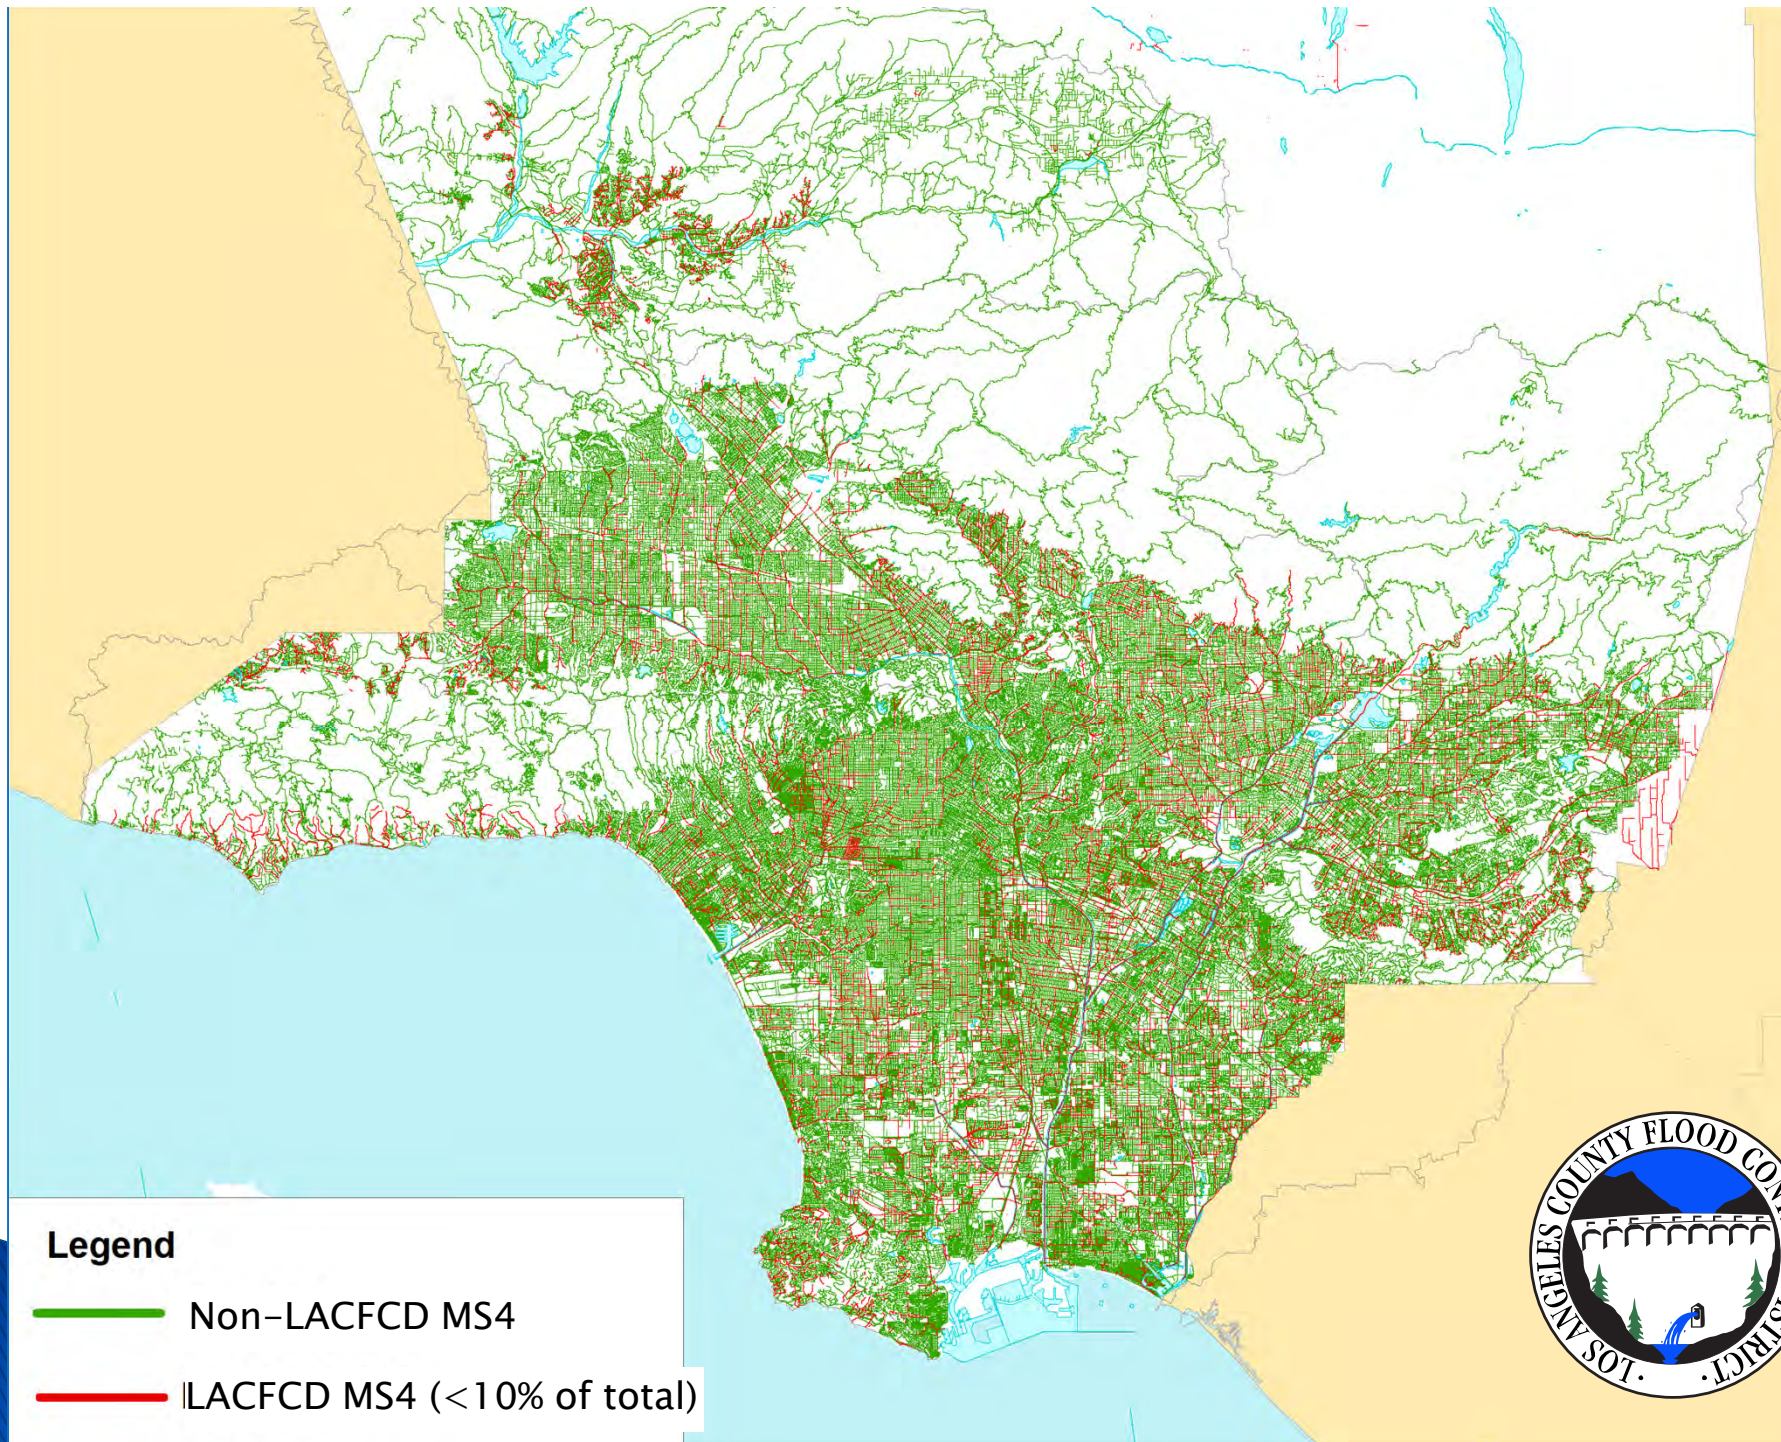 Legend
Non-LACFCD MS4
LACFCD MS4 (<10% of total)
LOS ANGELES COUNTY FLOOD